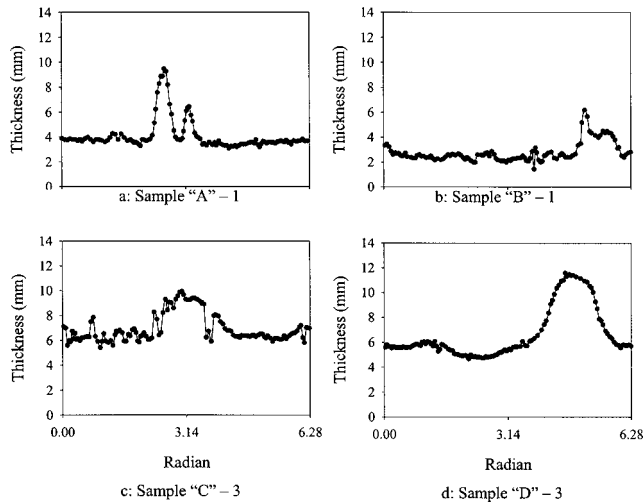 14
12
10
8
6
4
2
0
Thickness (mm)
a: Sample "A" – 1
14
12
10
8
6
4
2
0
Thickness (mm)
b: Sample "B" – 1
14
12
10
8
6
4
2
0
Thickness (mm)
0.00 3.14 6.28
Radian
c: Sample "C" – 3
14
12
10
8
6
4
2
0
Thickness (mm)
0.00 3.14 6.28
Radian
d: Sample "D" – 3